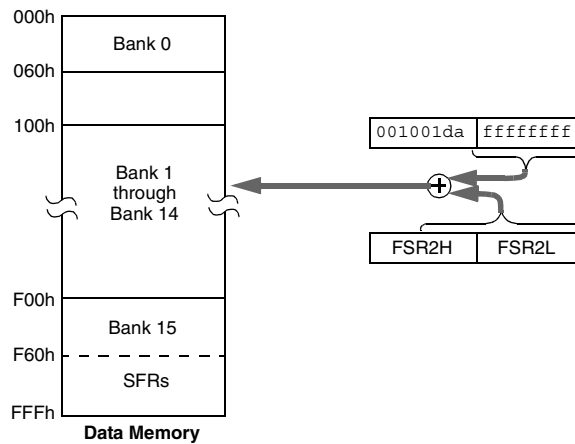 000h
Bank 0
060h
100h
001001da ffffffff
Bank 1
through
Bank 14
FSR2H FSR2L
F00h
Bank 15
F60h
SFRs
FFFh
Data Memory